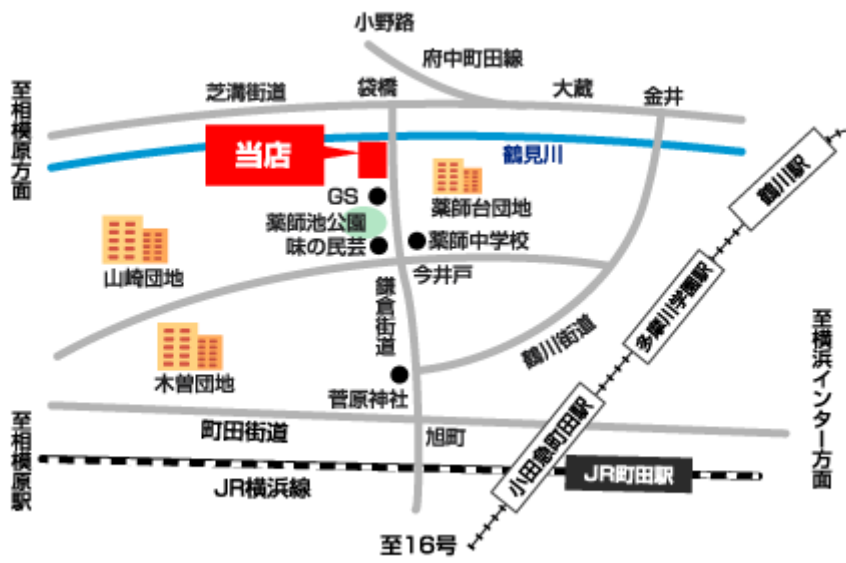 小野路
府中町田線
至相模原方面
芝溝街道
袋橋
大蔵
金井
当店
鶴見川
鶴川駅
GS
薬師台団地
薬師池公園
味の民芸
薬師中学校
山崎団地
今井戸
鎌倉街道
多摩川学園駅
鶴川街道
至横浜インター方面
木曽団地
菅原神社
小田急町田駅
至相模原駅
町田街道
旭町
JR町田駅
JR横浜線
至16号